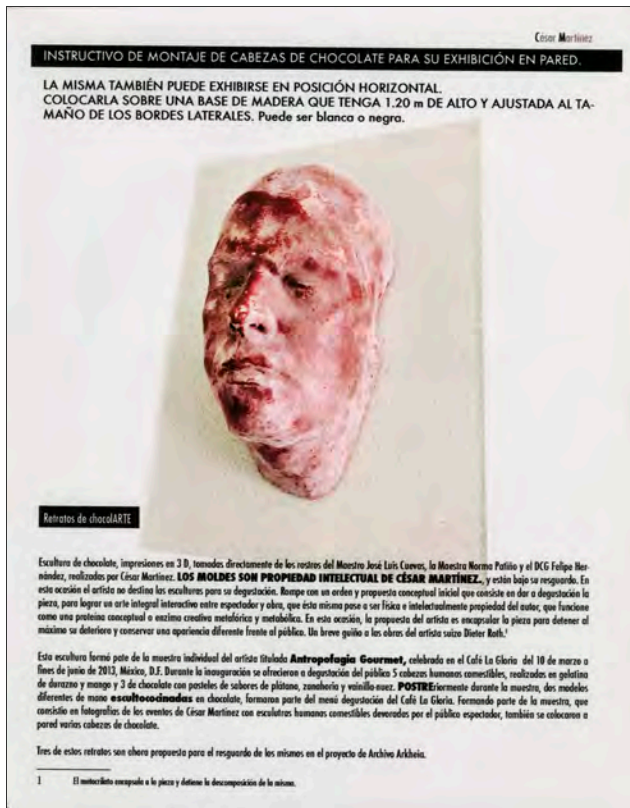 César Martínez
INSTRUCTIVO DE MONTAJE DE CABEZAS DE CHOCOLATE PARA SU EXHIBICIÓN EN PARED.
LA MISMA TAMBIÉN PUEDE EXHIBIRSE EN POSICIÓN HORIZONTAL.
COLOCARLA SOBRE UNA BASE DE MADERA QUE TENGA 1.20 m DE ALTO Y AJUSTADA AL TA-
MAÑO DE LOS BORDES LATERALES. Puede ser blanca o negra.
Retratos de chocolARTE
Escultura de chocolate, impresiones en 3 D, tomadas directamente de los rostros del Maestro José Luis Cuevas, la Maestra Norma Patiño y el DCG Felipe Her-
nández, realizadas por César Martínez. LOS MOLDES SON PROPIEDAD INTELECTUAL DE CÉSAR MARTÍNEZ., y están bajo su resguardo. En
esta ocasión el artista no destina las esculturas para su degustación. Rompe con un orden y propuesta conceptual inicial que consiste en dar a degustación la
pieza, para lograr un arte integral interactivo entre espectador y obra, que ésta misma pase a ser física e intelectualmente propiedad del autor, que funcione
como una proteína conceptual o enzima creativa metafórica y metabólica. En esta ocasión, la propuesta del artista es encapsular la pieza para detener al
máximo su deterioro y conservar una apariencia diferente frente al público. Un breve guiño a las obras del artista suizo Dieter Roth.¹
Esta escultura formó pate de la muestra individual del artista titulada Antropofagia Gourmet, celebrada en el Café La Gloria del 10 de marzo a
fines de junio de 2013, México, D.F. Durante la inauguración se ofrecieron a degustación del público 5 cabezas humanas comestibles, realizadas en gelatina
de durazno y mango y 3 de chocolate con pasteles de sabores de plátano, zanahoria y vainilla-nuez. POSTREriormente durante la muestra, dos modelos
diferentes de mano escultococinadas en chocolate, formaron parte del menú degustación del Café La Gloria. Formando parte de la muestra, que
consistío en fotografías de los eventos de César Martínez con esculutras humanas comestibles devoradas por el público espectador, también se colocaron a
pared varias cabezas de chocolate.
Tres de estos retratos son ahora propuesta para el resguardo de los mismos en el proyecto de Archivo Arkheia.
1 El metacrilato encapsula a la pieza y detiene la descomposición de la misma.